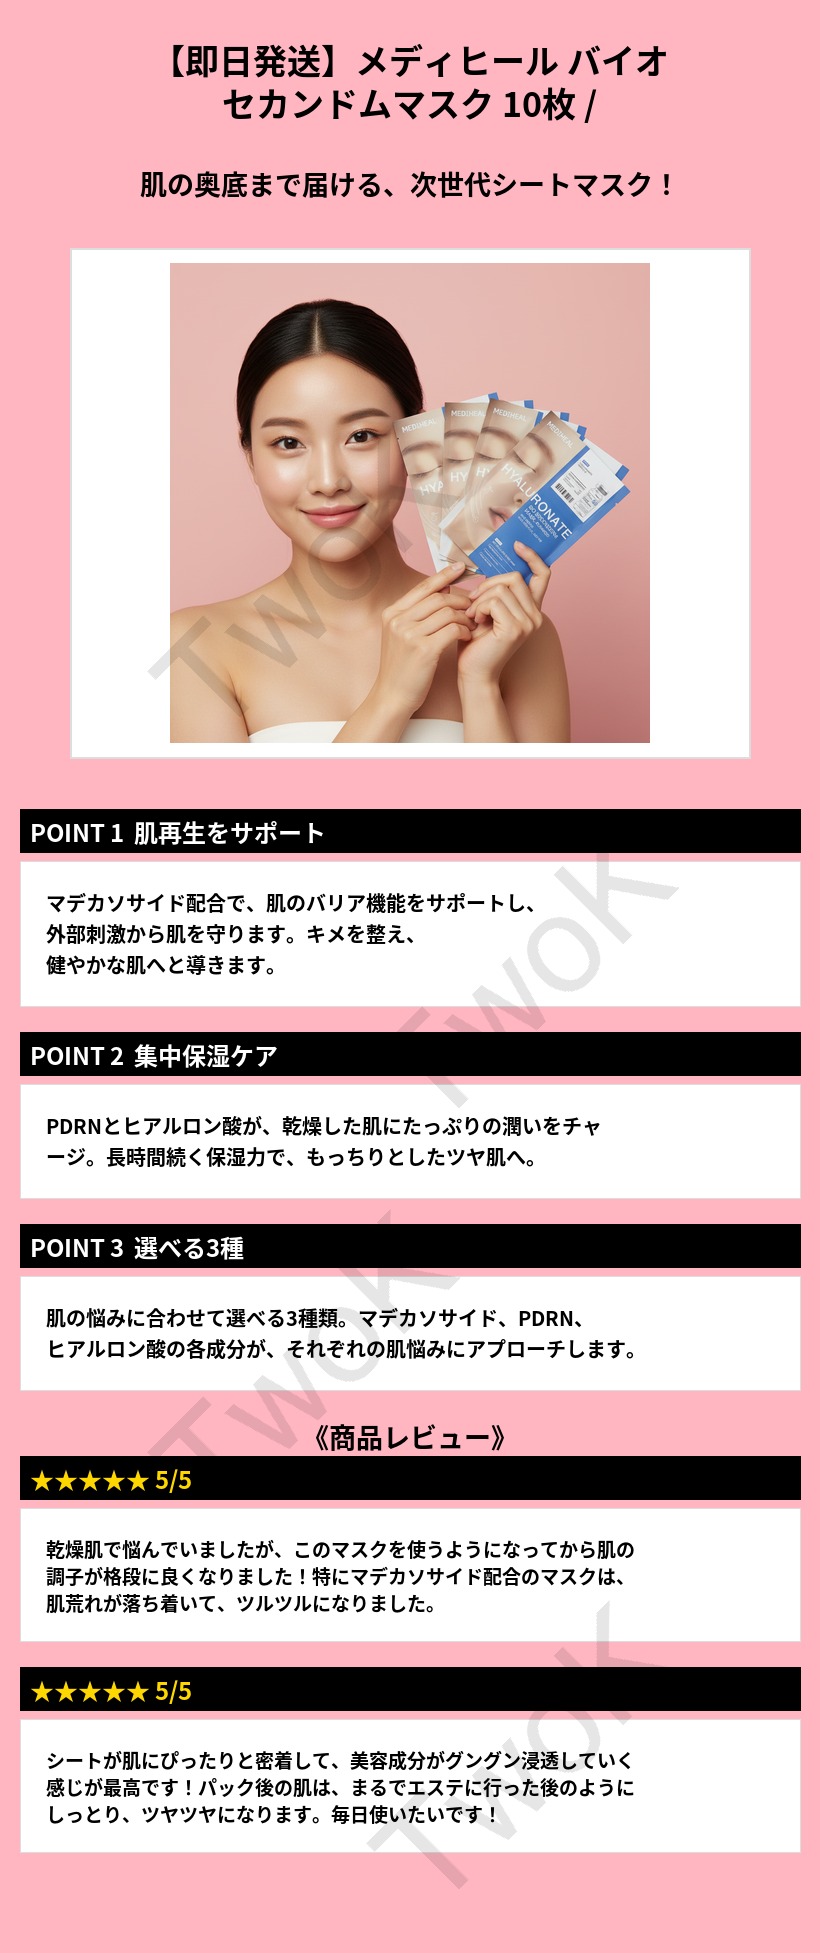 【即日発送】メディヒール バイオ
セカンドムマスク 10枚 /
肌の奥底まで届ける、次世代シートマスク！
MEDIHEAL
MEDIHEAL
MEDIHEAL
MEDIHEAL
HYALURONATE
TwoK
POINT 1 肌再生をサポート
マデカソサイド配合で、肌のバリア機能をサポートし、
外部刺激から肌を守ります。キメを整え、
健やかな肌へと導きます。
TwoK
POINT 2 集中保湿ケア
PDRNとヒアルロン酸が、乾燥した肌にたっぷりの潤いをチャ
ージ。長時間続く保湿力で、もっちりとしたツヤ肌へ。
POINT 3 選べる3種
肌の悩みに合わせて選べる3種類。マデカソサイド、PDRN、
ヒアルロン酸の各成分が、それぞれの肌悩みにアプローチします。
TwoK
《商品レビュー》
★★★★★ 5/5
乾燥肌で悩んでいましたが、このマスクを使うようになってから肌の
調子が格段に良くなりました！特にマデカソサイド配合のマスクは、
肌荒れが落ち着いて、ツルツルになりました。
★★★★★ 5/5
シートが肌にぴったりと密着して、美容成分がグングン浸透していく
感じが最高です！パック後の肌は、まるでエステに行った後のように
しっとり、ツヤツヤになります。毎日使いたいです！
TwoK